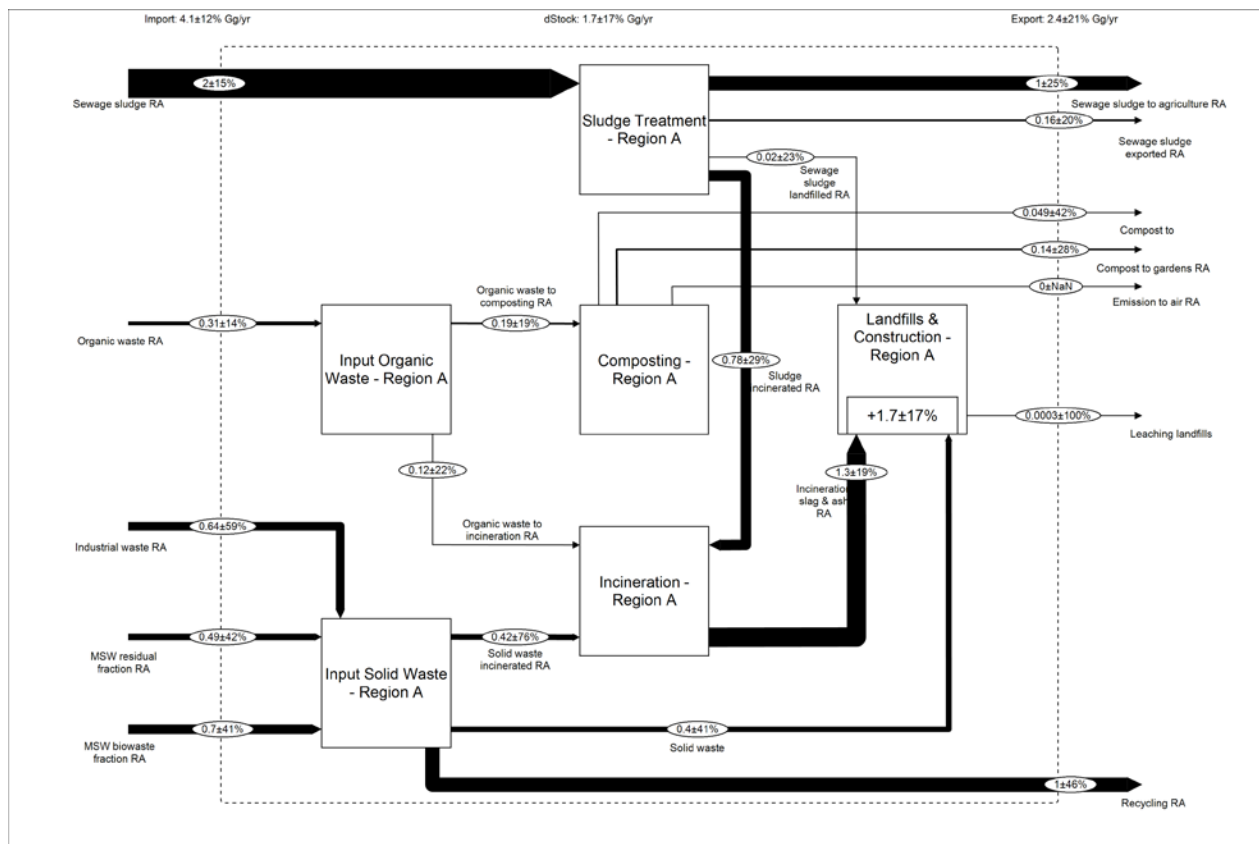 Import: 4.1±12% Gg/yr
dStock: 1.7±17% Gg/yr
Export: 2.4±21% Gg/yr
2±15%
Sewage sludge RA
Sludge Treatment
- Region A
1±25%
Sewage sludge to agriculture RA
0.16±20%
Sewage sludge
exported RA
0.02±23%
Sewage
sludge
landfilled RA
0.049±42%
Compost to
0.14±28%
Compost to gardens RA
0±NaN
Emission to air RA
Organic waste to
composting RA
0.31±14%
Organic waste RA
Input Organic
Waste - Region A
0.19±19%
Composting -
Region A
0.78±29%
Sludge
incinerated RA
Landfills &
Construction -
Region A
+1.7±17%
0.0003±100%
Leaching landfills
0.12±22%
1.3±19%
Incineration
slag & ash
RA
Organic waste to
incineration RA
0.64±59%
Industrial waste RA
Incineration -
Region A
0.49±42%
MSW residual
fraction RA
0.42±76%
Solid waste
incinerated RA
Input Solid Waste
- Region A
0.7±41%
MSW biowaste
fraction RA
0.4±41%
Solid waste
1±46%
Recycling RA